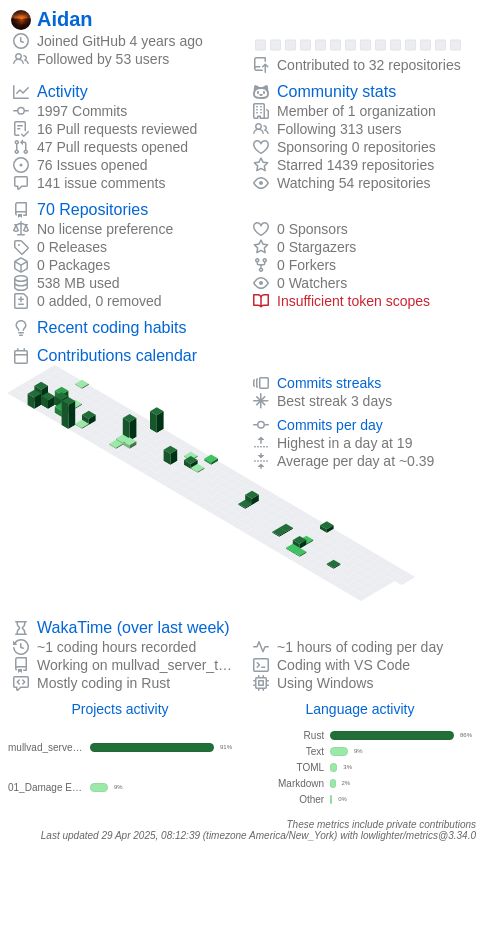 Aidan
Joined GitHub 4 years ago
Followed by 53 users
Contributed to 32 repositories
Activity
1997 Commits
16 Pull requests reviewed
47 Pull requests opened
76 Issues opened
141 issue comments
Community stats
Member of 1 organization
Following 313 users
Sponsoring 0 repositories
Starred 1439 repositories
Watching 54 repositories
70 Repositories
No license preference
0 Releases
0 Packages
538 MB used
0 added, 0 removed
0 Sponsors
0 Stargazers
0 Forkers
0 Watchers
Insufficient token scopes
Recent coding habits
Contributions calendar
Commits streaks
Best streak 3 days
Commits per day
Highest in a day at 19
Average per day at ~0.39
WakaTime (over last week)
~1 coding hours recorded
Working on mullvad_server_t…
Mostly coding in Rust
~1 hours of coding per day
Coding with VS Code
Using Windows
Projects activity
mullvad_serve… 91%
01_Damage E… 9%
Language activity
Rust 86%
Text 9%
TOML 3%
Markdown 2%
Other 0%
These metrics include private contributions
Last updated 29 Apr 2025, 08:12:39 (timezone America/New_York) with lowlighter/metrics@3.34.0